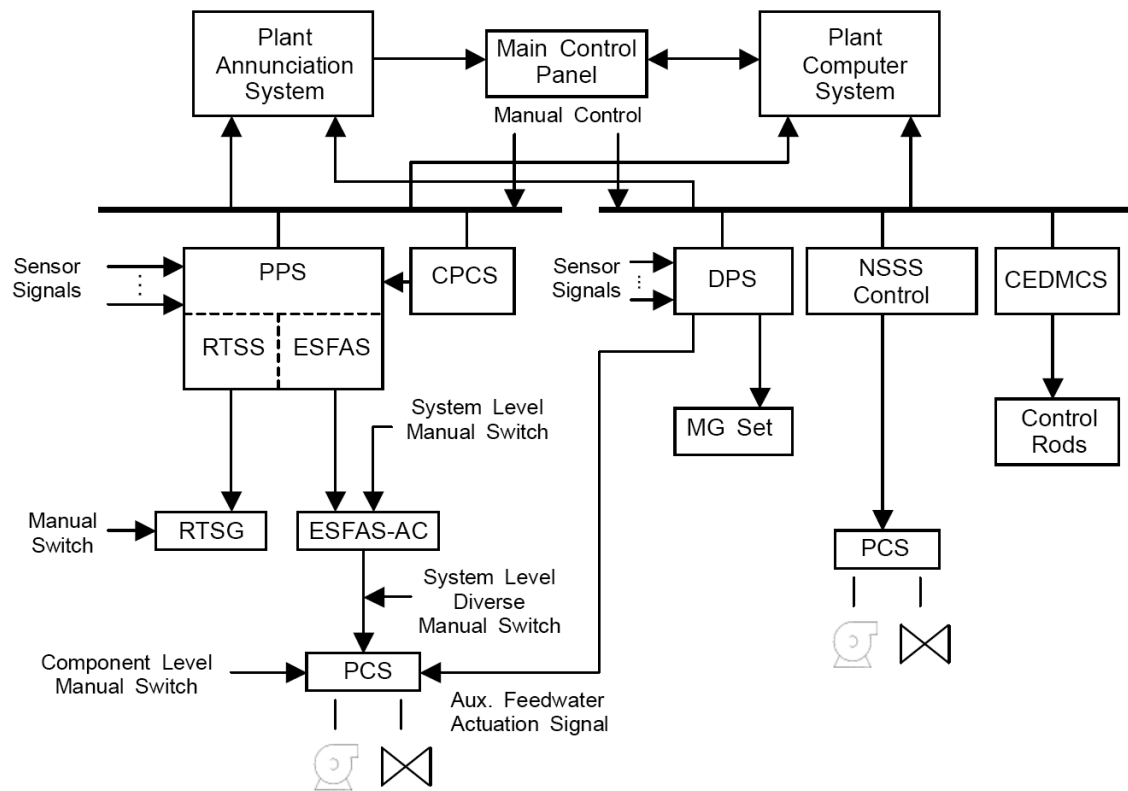 Plant
Annunciation
System
Main Control
Panel
Plant
Computer
System
Manual Control
Sensor
Signals
PPS
CPCS
RTSS
ESFAS
Sensor
Signals
DPS
NSSS
Control
CEDMCS
System Level
Manual Switch
MG Set
Control
Rods
Manual
Switch
RTSG
ESFAS-AC
PCS
System Level
Diverse
Manual Switch
Component Level
Manual Switch
PCS
Aux. Feedwater
Actuation Signal